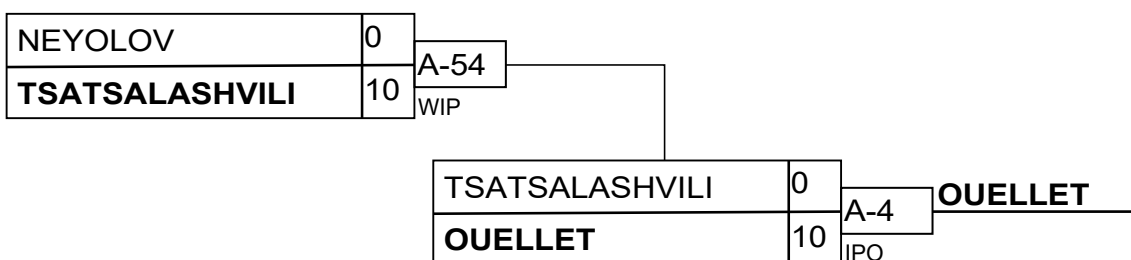 NEYOLOV 0
A-54
TSATSALASHVILI 10
WIP
TSATSALASHVILI 0
A-4
OUELLET
OUELLET 10
IPO